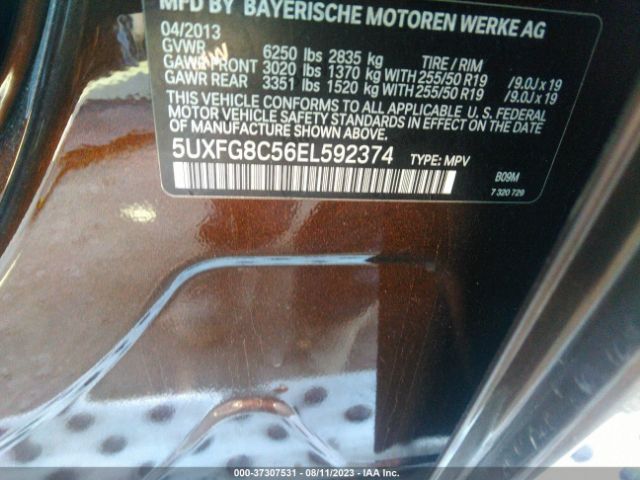 MFD BY BAYERISCHE MOTOREN WERKE AG
04/2013
GVWR 6250 lbs 2835 kg TIRE / RIM
GAWR FRONT 3020 lbs 1370 kg WITH 255/50 R19 /9.0J x 19
GAWR REAR 3351 lbs 1520 kg WITH 255/50 R19 /9.0J x 19
THIS VEHICLE CONFORMS TO ALL APPLICABLE U. S. FEDERAL
MOTOR VEHICLE SAFETY STANDARDS IN EFFECT ON THE DATE OF
MANUFACTURE SHOWN ABOVE.
5UXFG8C56EL592374 TYPE: MPV
B09M
7 320 729
000-37307531 - 08/11/2023 - IAA Inc.